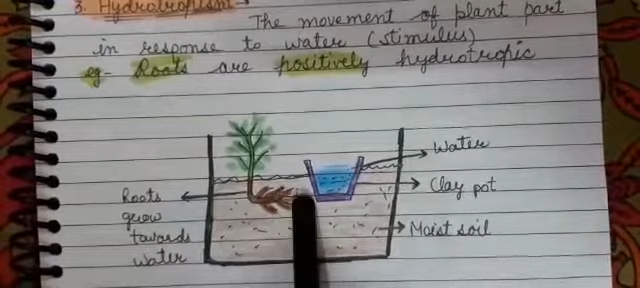 3. Hydrotropism -
The movement of plant part
in response to water (stimulus)
eg- Roots are positively hydrotropic
Water
Clay pot
Moist soil
Roots
grow
towards
water